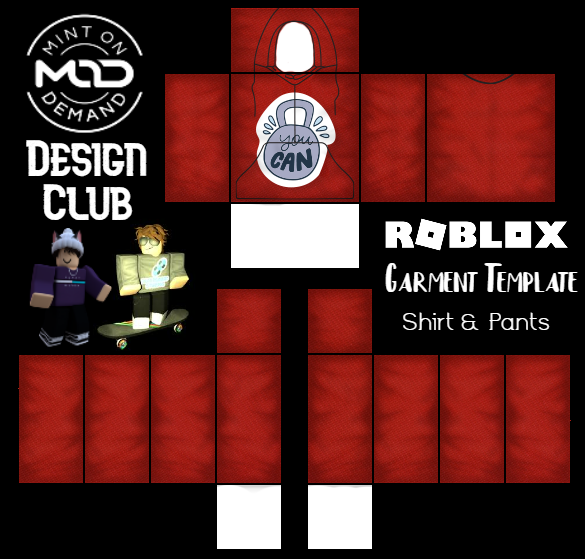 MINT ON
MOD
DEMAND
DESIGN
CLUB
you
CAN
ROBLOX
GARMENT TEMPLATE
Shirt & Pants